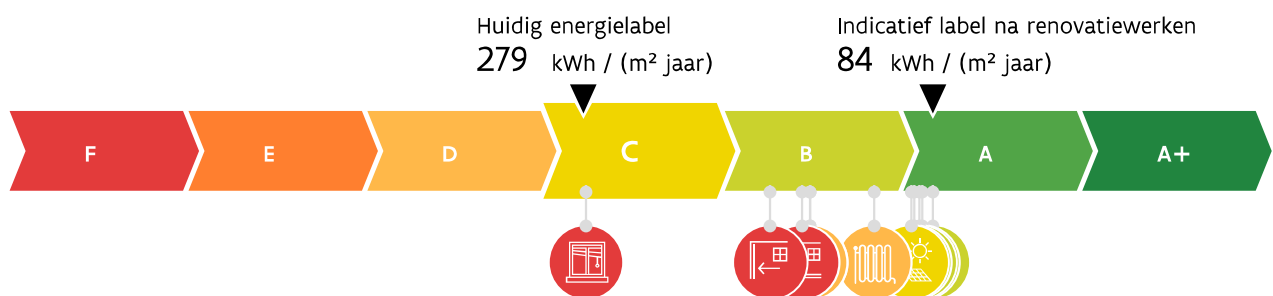 Huidig energielabel
279 kWh / (m² jaar)
Indicatief label na renovatiewerken
84 kWh / (m² jaar)
F E D C B A A+